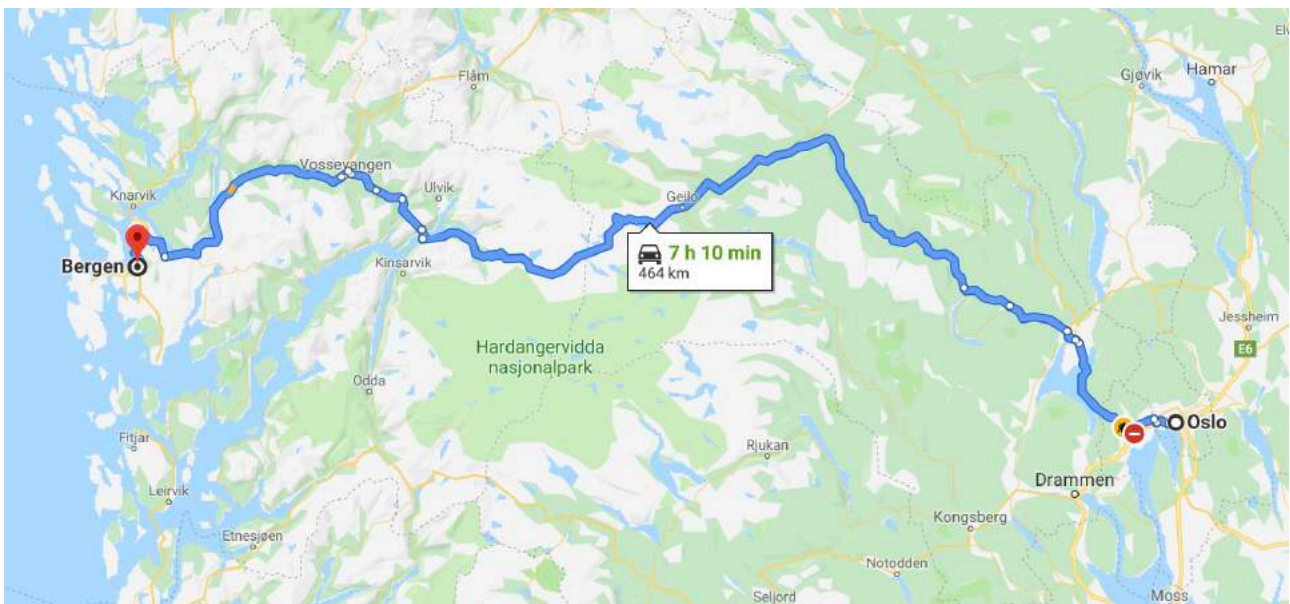 Flåm
Gjøvik
Hamar
Vossevangen
Ulvik
Knarvik
Geilo
7 h 10 min
464 km
Bergen
Kinsarvik
Jessheim
E6
Hardangervidda
nasjonalpark
Odda
Oslo
Fitjar
Rjukan
Drammen
Leirvik
Kongsberg
Etnesjøen
Notodden
Seljord
Moss